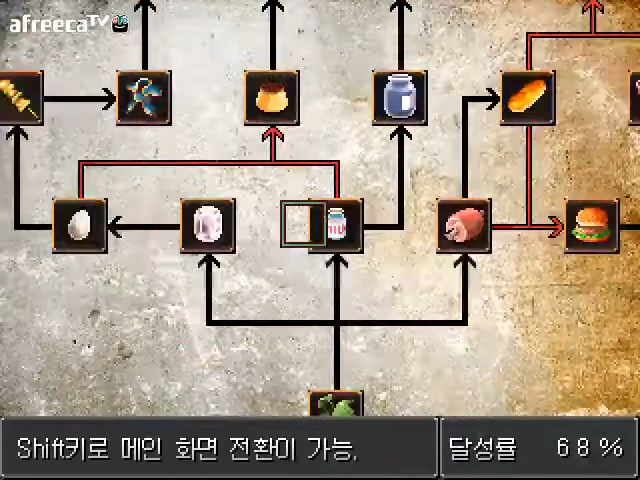 afreecaTV
Shift키로 메인 화면 전환이 가능.
달성률 68%